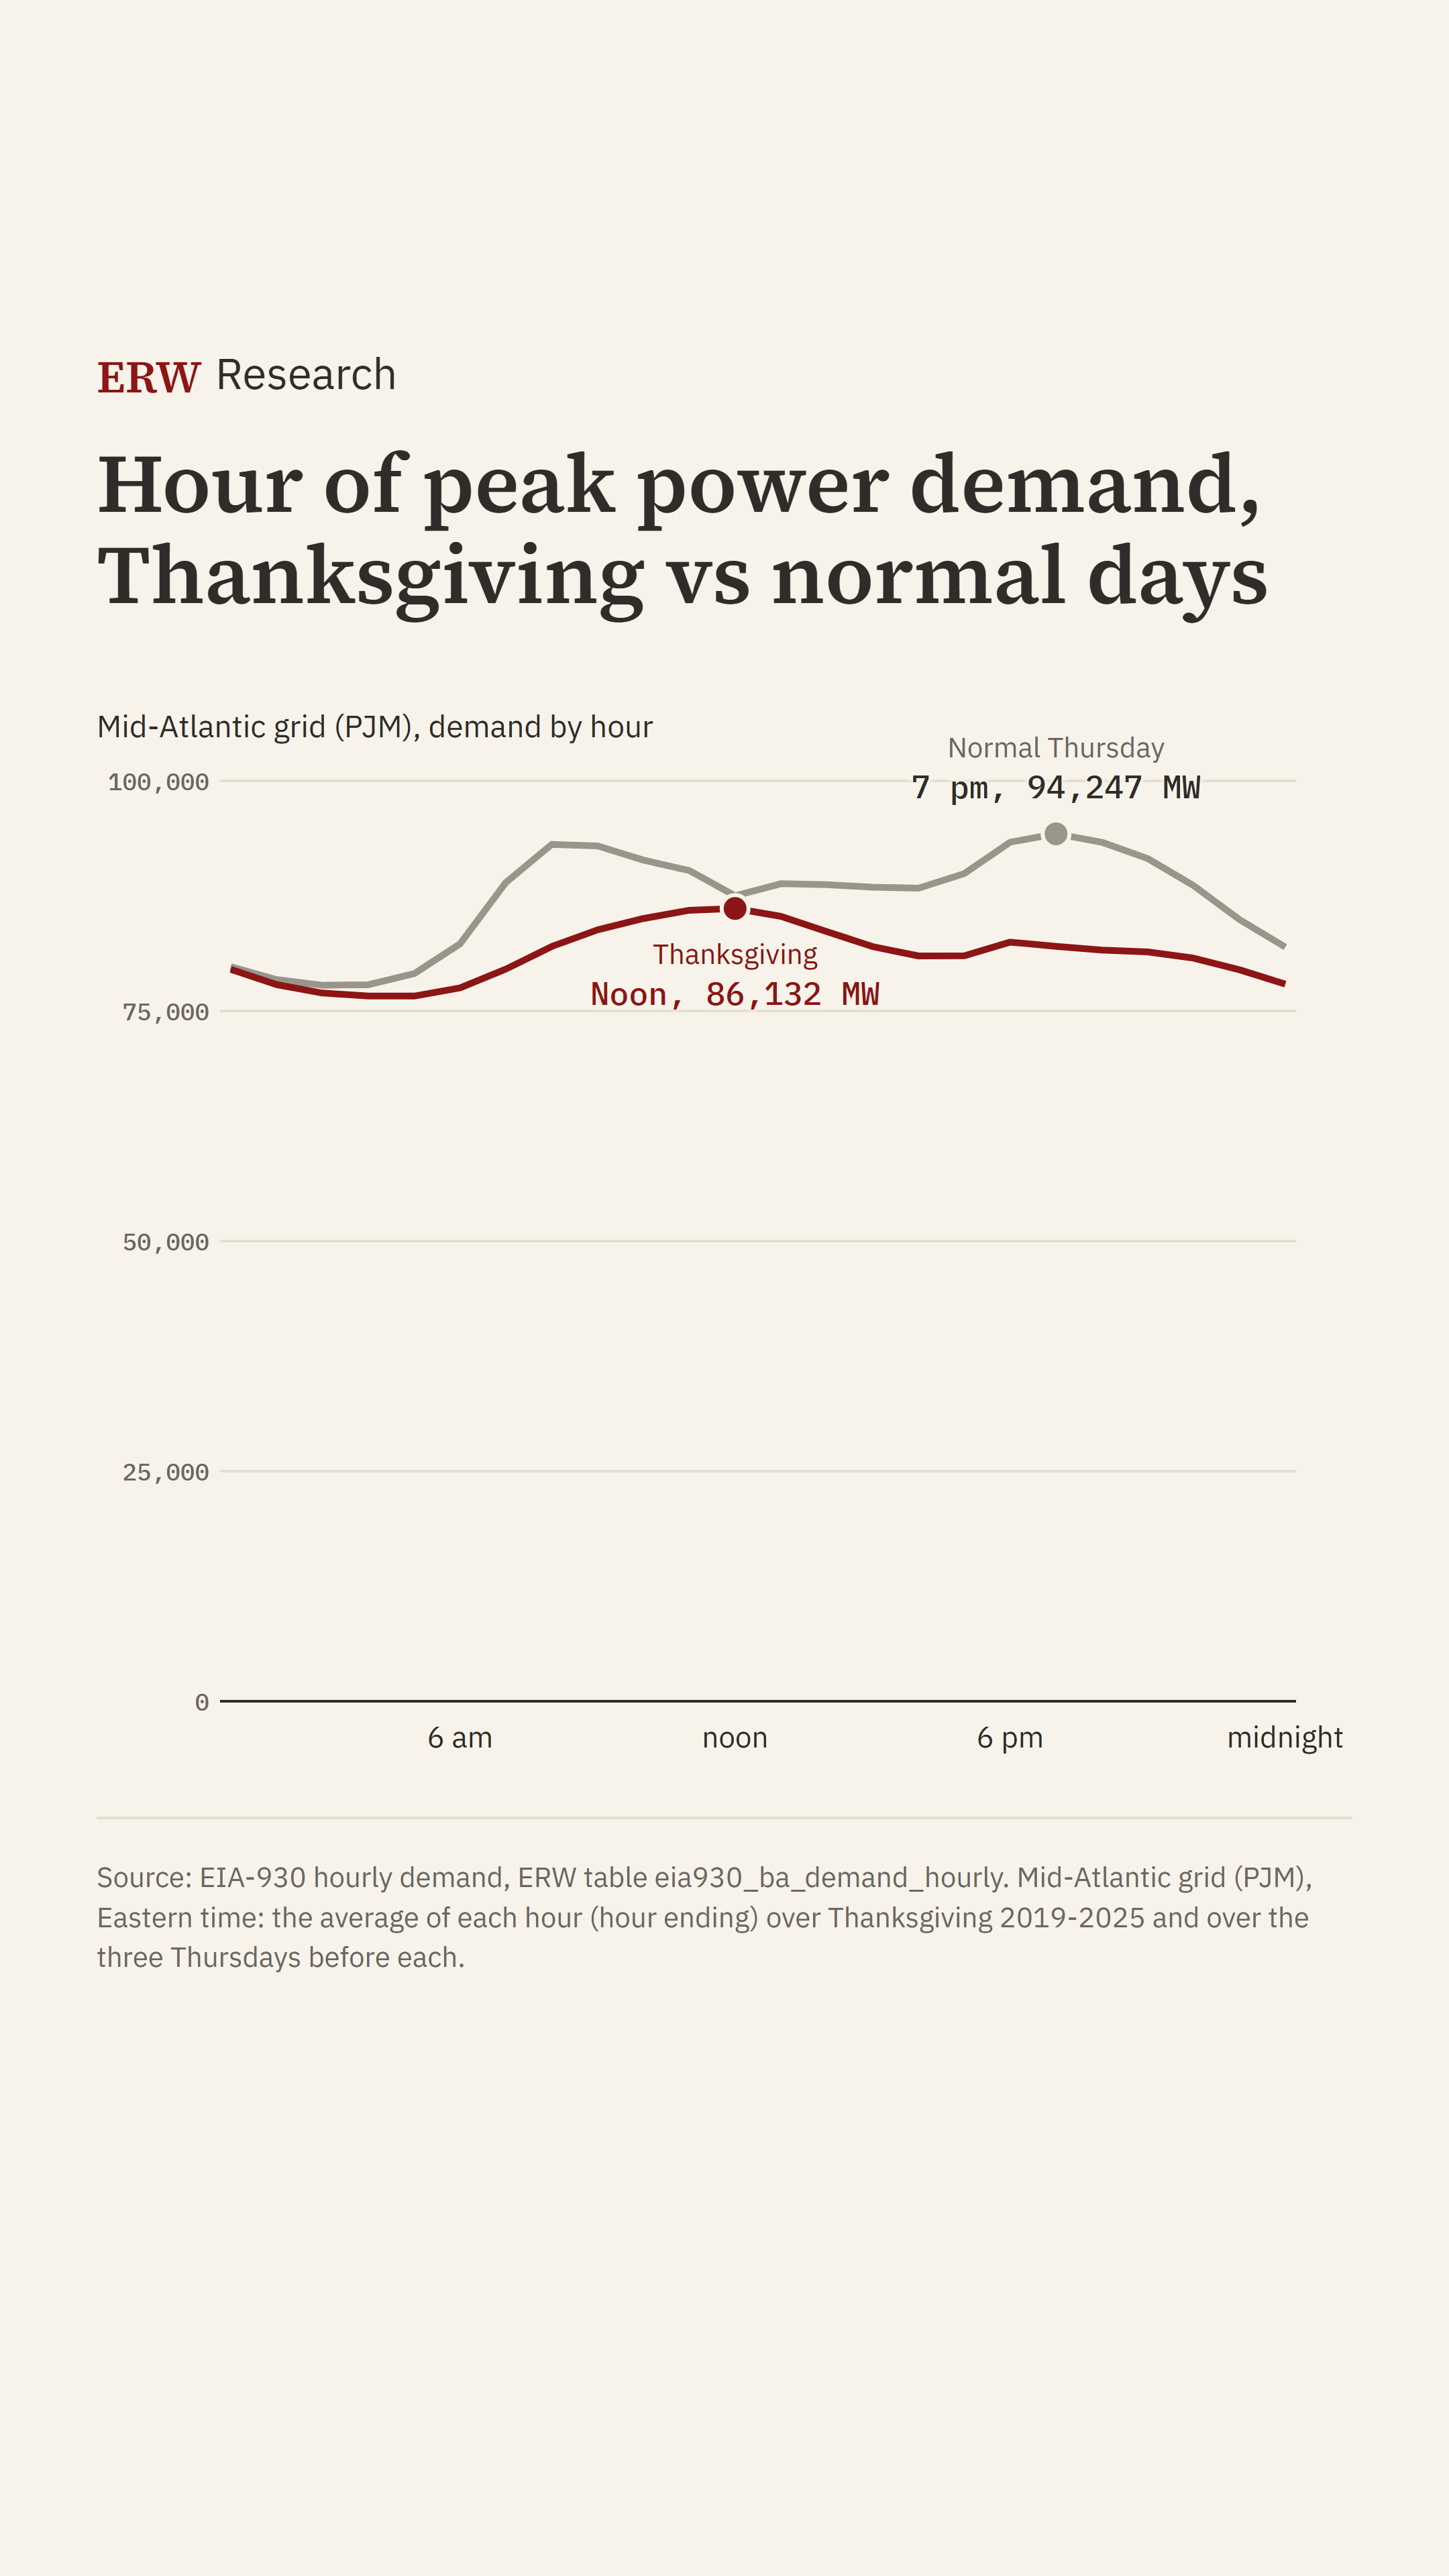 ERW Research
Hour of peak power demand,
Thanksgiving vs normal days
Mid-Atlantic grid (PJM), demand by hour
Normal Thursday
7 pm, 94,247 MW
100,000
Thanksgiving
Noon, 86,132 MW
75,000
50,000
25,000
0
6 am noon 6 pm midnight
Source: EIA-930 hourly demand, ERW table eia930_ba_demand_hourly. Mid-Atlantic grid (PJM),
Eastern time: the average of each hour (hour ending) over Thanksgiving 2019-2025 and over the
three Thursdays before each.